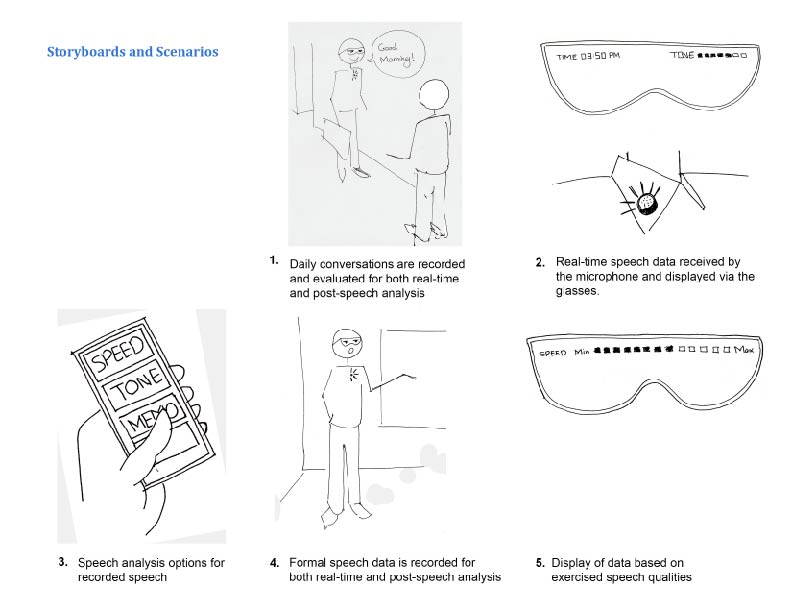 Storyboards and Scenarios
Good
Morning!
1. Daily conversations are recorded
and evaluated for both real-time
and post-speech analysis
TIME 03:50 PM TONE
2. Real-time speech data received by
the microphone and displayed via the
glasses.
SPEED
TONE
MEMO
3. Speech analysis options for
recorded speech
4. Formal speech data is recorded for
both real-time and post-speech analysis
SPEED Min Max
5. Display of data based on
exercised speech qualities